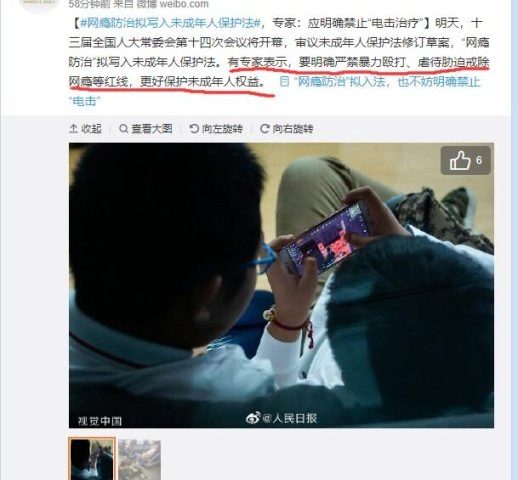 58分钟前 来自 微博 weibo.com
【#网瘾防治拟写入未成年人保护法#，专家：应明确禁止“电击治疗”】明天，十
三届全国人大常委会第十四次会议将开幕，审议未成年人保护法修订草案，“网瘾
防治”拟写入未成年人保护法。有专家表示，要明确严禁暴力殴打、虐待胁迫戒除
网瘾等红线，更好保护未成年人权益。 “网瘾防治”拟入法，也不妨明确禁止
“电击”
收起 查看大图 向左旋转 向右旋转
6
视觉中国 @人民日报